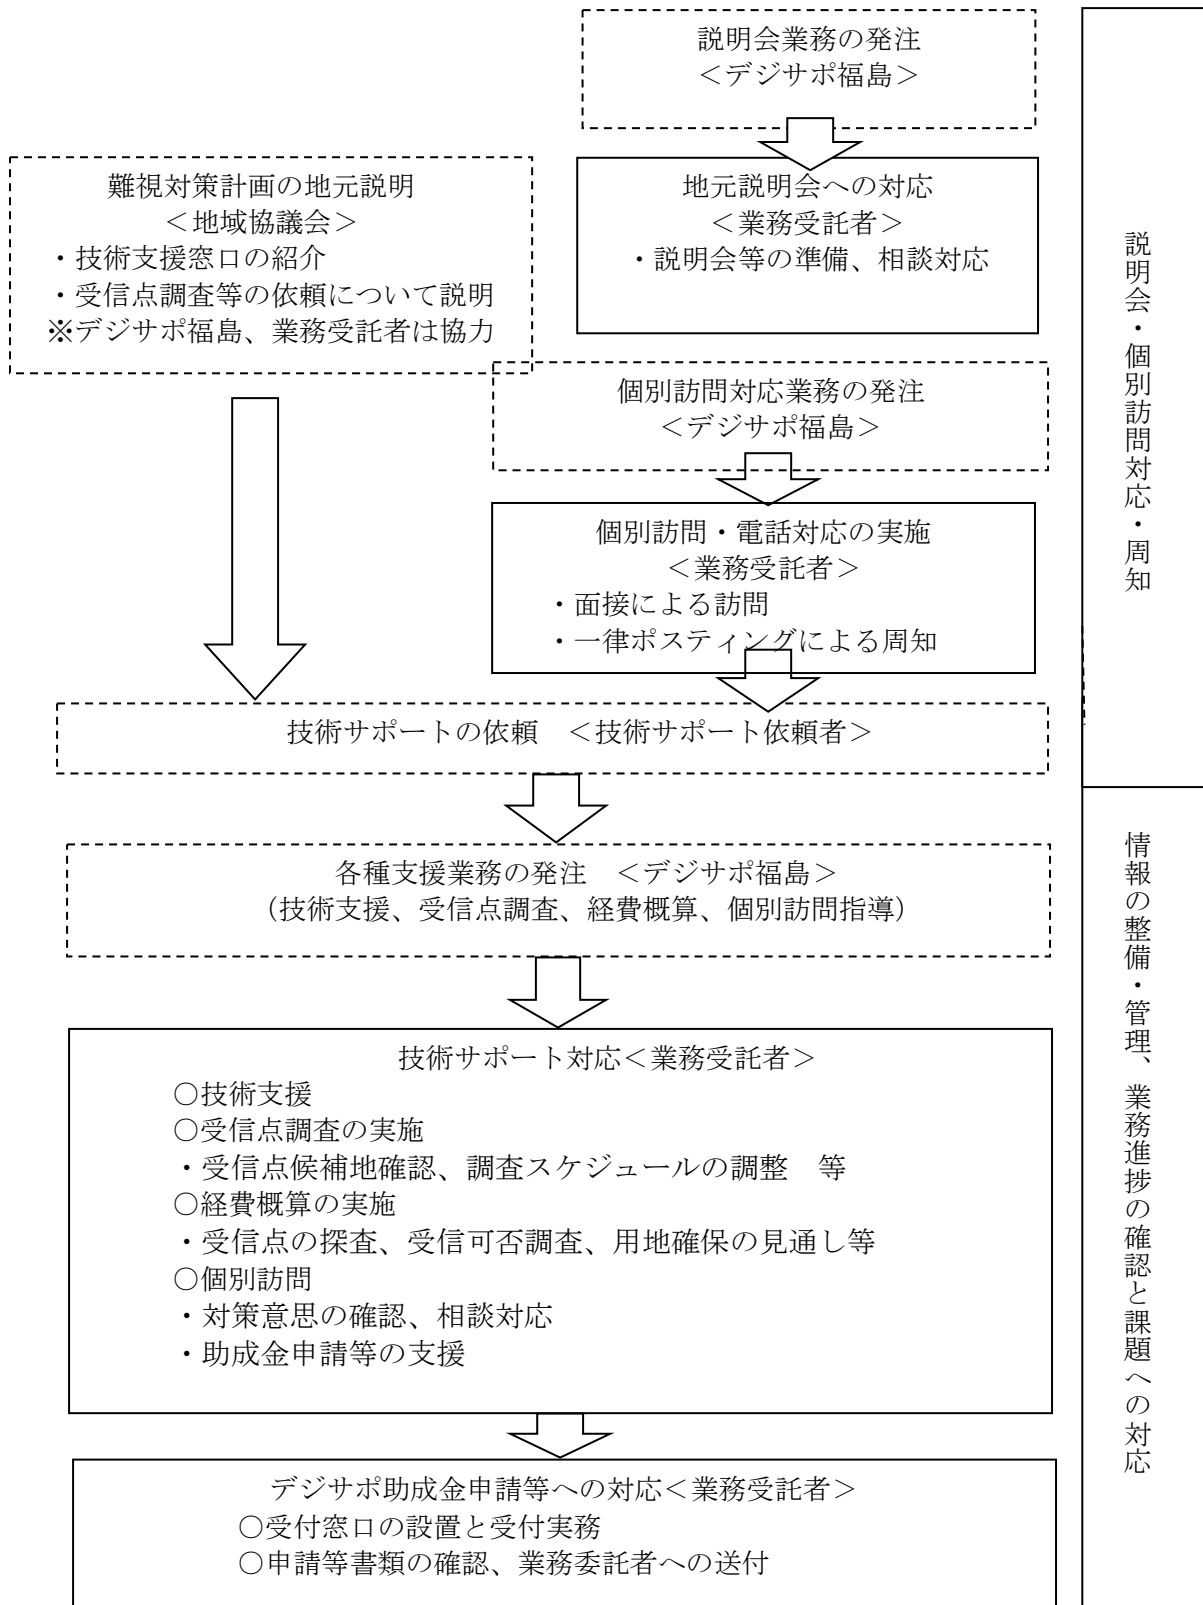 説明会業務の発注
＜デジサポ福島＞
難視対策計画の地元説明
＜地域協議会＞
・技術支援窓口の紹介
・受信点調査等の依頼について説明
※デジサポ福島、業務受託者は協力
地元説明会への対応
＜業務受託者＞
・説明会等の準備、相談対応
個別訪問対応業務の発注
＜デジサポ福島＞
個別訪問・電話対応の実施
＜業務受託者＞
・面接による訪問
・一律ポスティングによる周知
技術サポートの依頼　＜技術サポート依頼者＞
各種支援業務の発注　＜デジサポ福島＞
（技術支援、受信点調査、経費概算、個別訪問指導）
技術サポート対応＜業務受託者＞
○技術支援
○受信点調査の実施
・受信点候補地確認、調査スケジュールの調整　等
○経費概算の実施
・受信点の探査、受信可否調査、用地確保の見通し等
○個別訪問
・対策意思の確認、相談対応
・助成金申請等の支援
デジサポ助成金申請等への対応＜業務受託者＞
○受付窓口の設置と受付実務
○申請等書類の確認、業務委託者への送付
説明会・個別訪問対応・周知
情報の整備・管理、業務進捗の確認と課題への対応